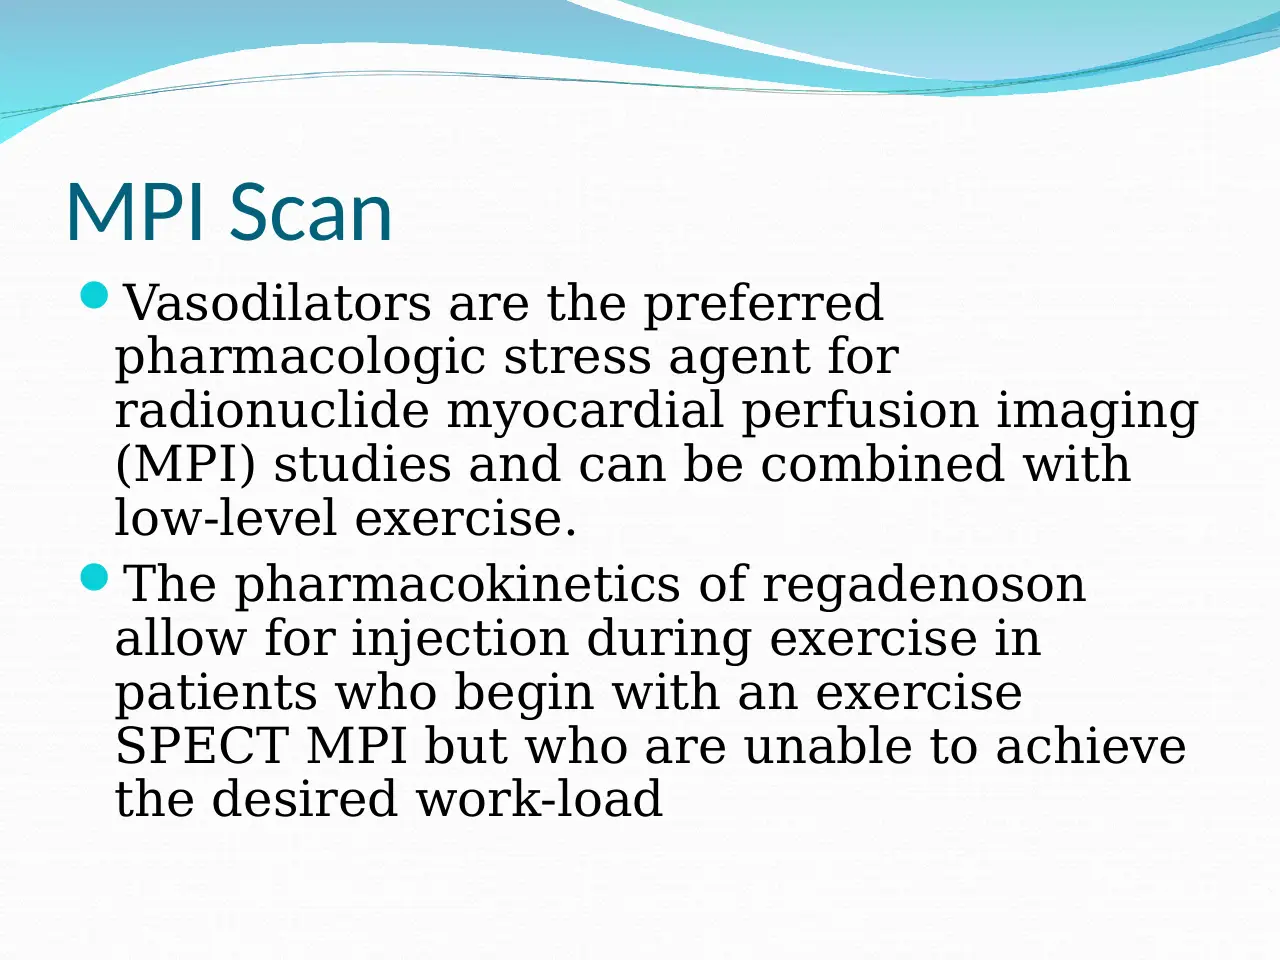 MPI Scan
Vasodilators are the preferred
pharmacologic stress agent for
radionuclide myocardial perfusion imaging
(MPI) studies and can be combined with
low-level exercise.
The pharmacokinetics of regadenoson
allow for injection during exercise in
patients who begin with an exercise
SPECT MPI but who are unable to achieve
the desired work-load